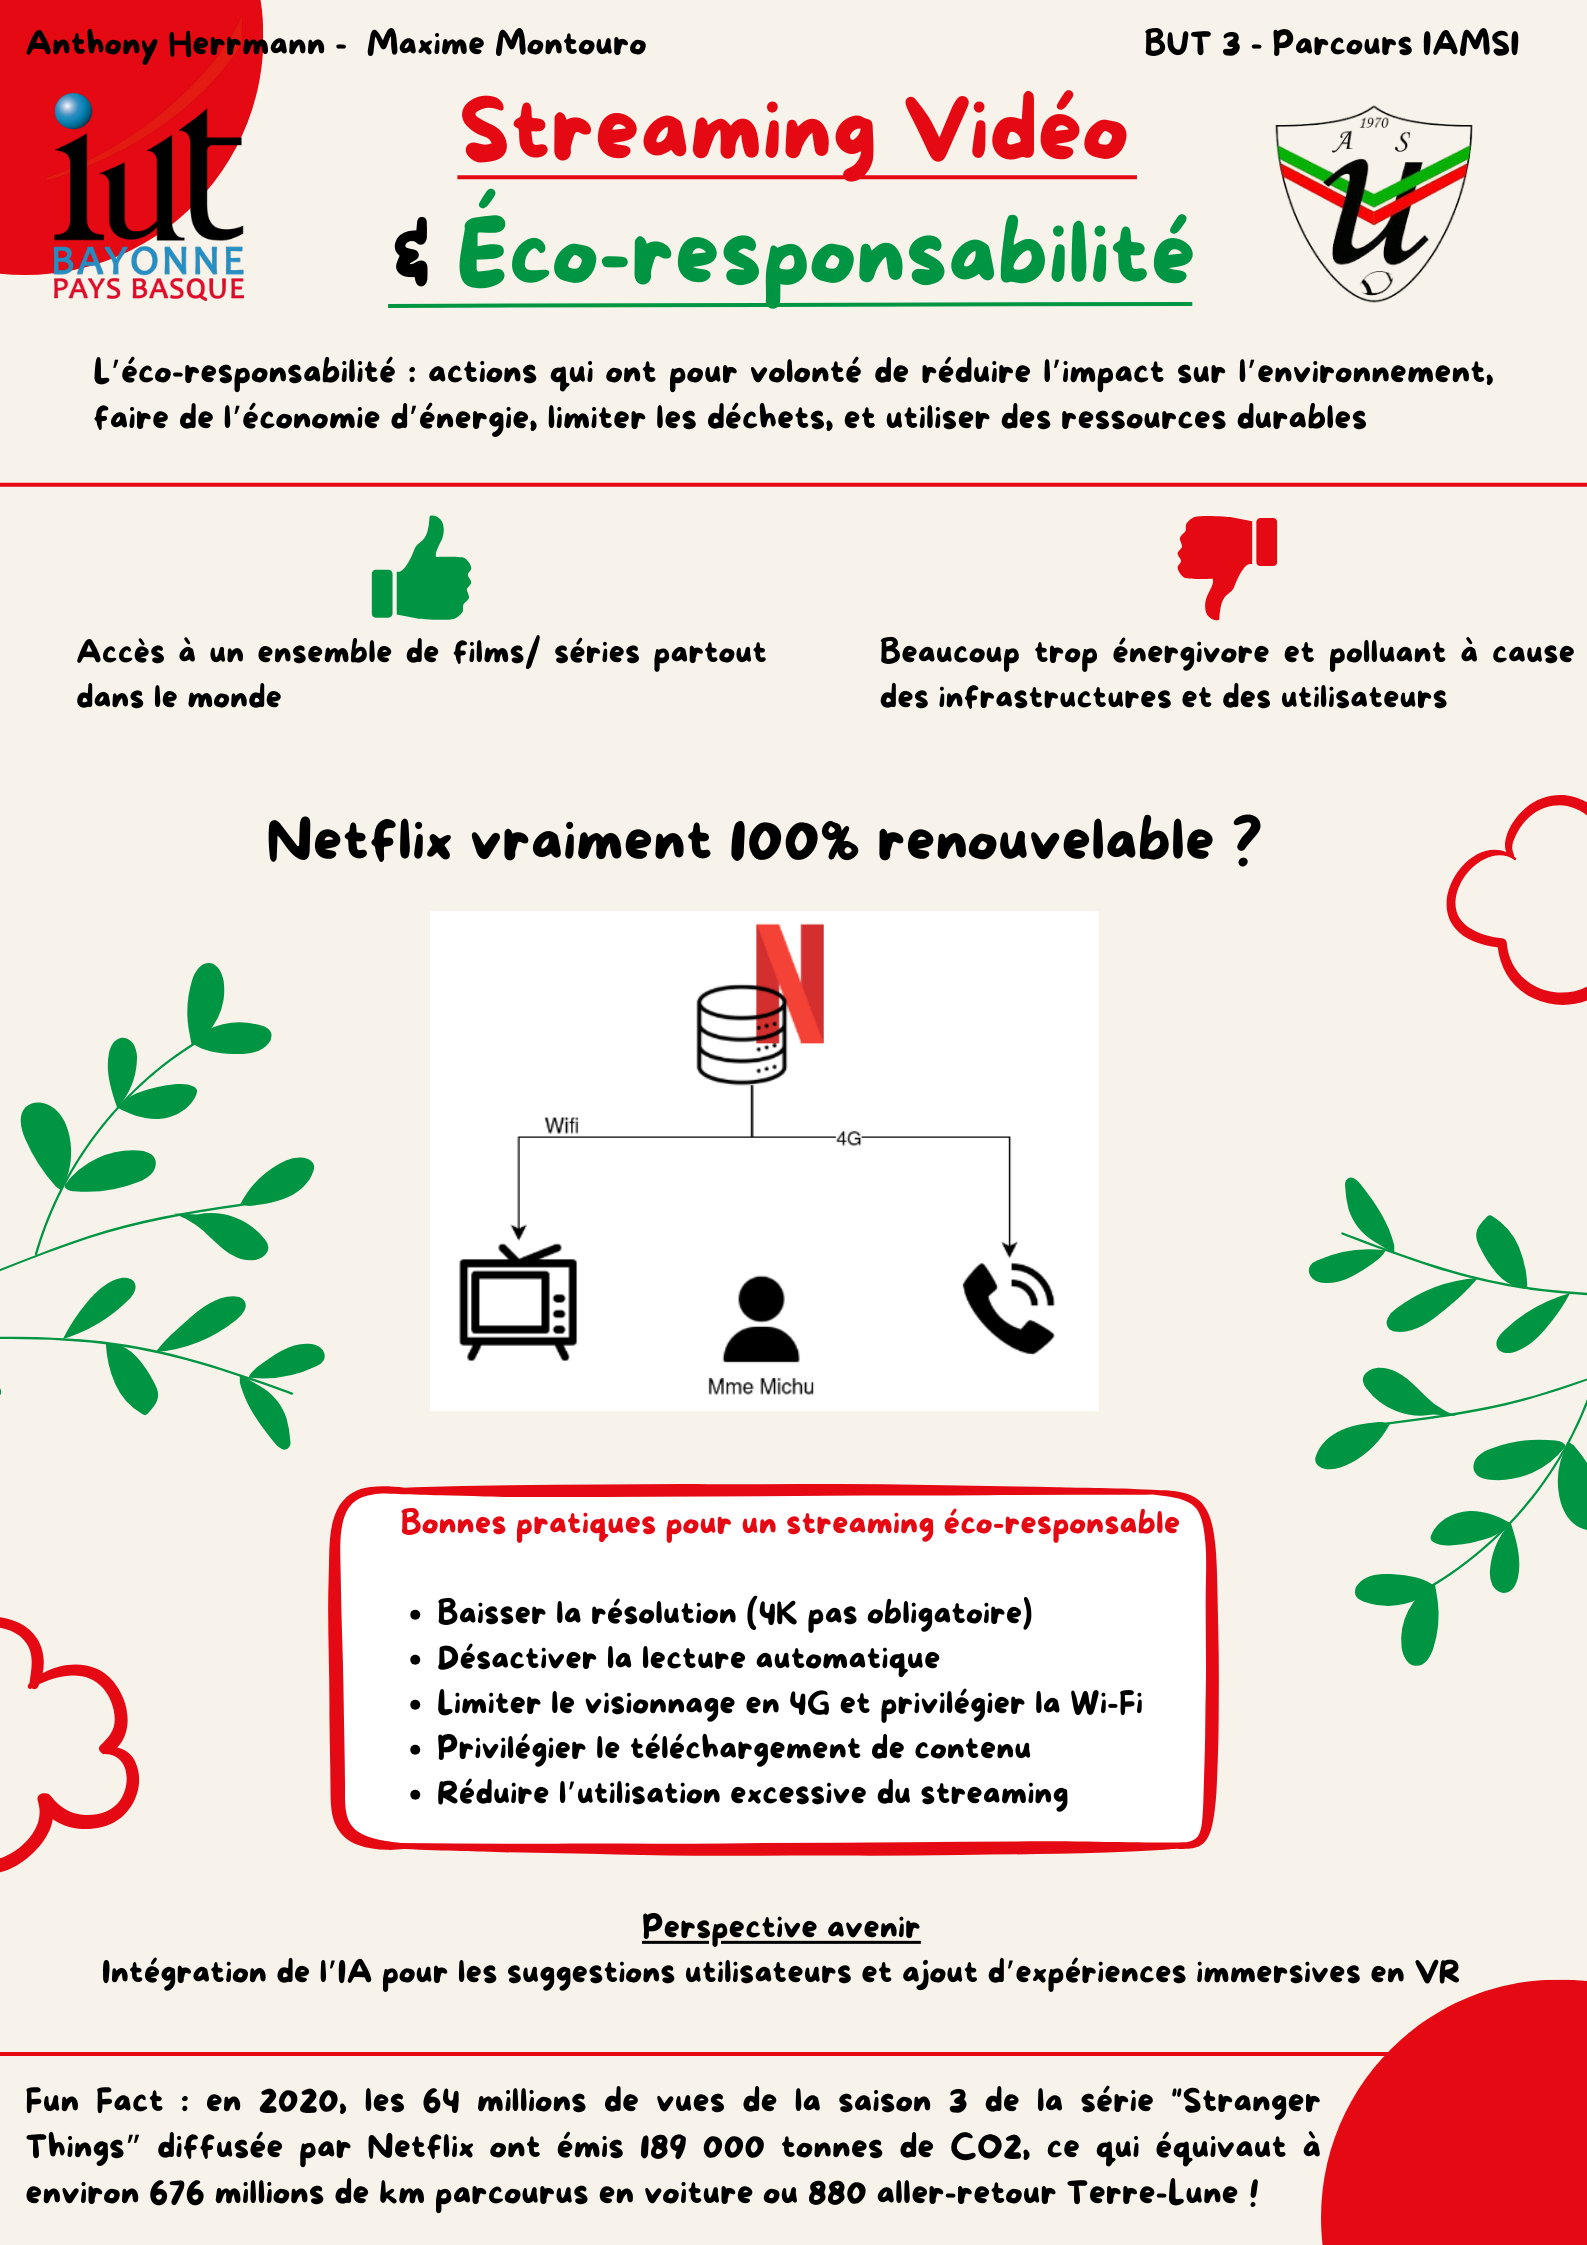 Anthony Herrmann - Maxime Montouro
BUT 3 - Parcours IAMSI
iut
BAYONNE
PAYS BASQUE
Streaming Vidéo
& Éco-responsabilité
1970
A S
u
D
L'éco-responsabilité : actions qui ont pour volonté de réduire l'impact sur l'environnement,
faire de l'économie d'énergie, limiter les déchets, et utiliser des ressources durables
Accès à un ensemble de films/ séries partout
dans le monde
Beaucoup trop énergivore et polluant à cause
des infrastructures et des utilisateurs
Netflix vraiment 100% renouvelable ?
N
Wifi
4G
Mme Michu
Bonnes pratiques pour un streaming éco-responsable
• Baisser la résolution (4K pas obligatoire)
• Désactiver la lecture automatique
• Limiter le visionnage en 4G et privilégier la Wi-Fi
• Privilégier le téléchargement de contenu
• Réduire l'utilisation excessive du streaming
Perspective avenir
Intégration de l'IA pour les suggestions utilisateurs et ajout d'expériences immersives en VR
Fun Fact : en 2020, les 64 millions de vues de la saison 3 de la série "Stranger
Things" diffusée par Netflix ont émis 189 000 tonnes de CO2, ce qui équivaut à
environ 676 millions de km parcourus en voiture ou 880 aller-retour Terre-Lune !